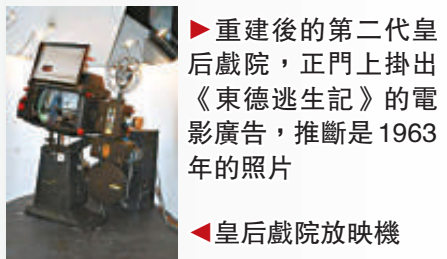 ▶重建後的第二代皇
后戲院，正門上掛出
《東德逃生記》的電
影廣告，推斷是1963
年的照片
◀皇后戲院放映機